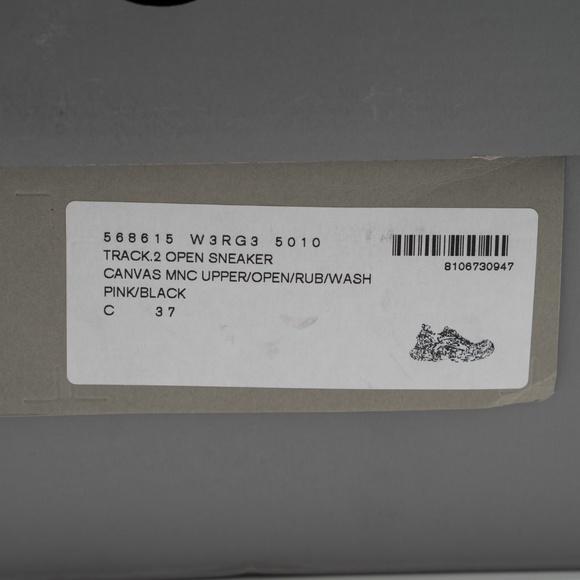 568615 W3RG3 5010
TRACK.2 OPEN SNEAKER
CANVAS MNC UPPER/OPEN/RUB/WASH
PINK/BLACK
C 37
8106730947